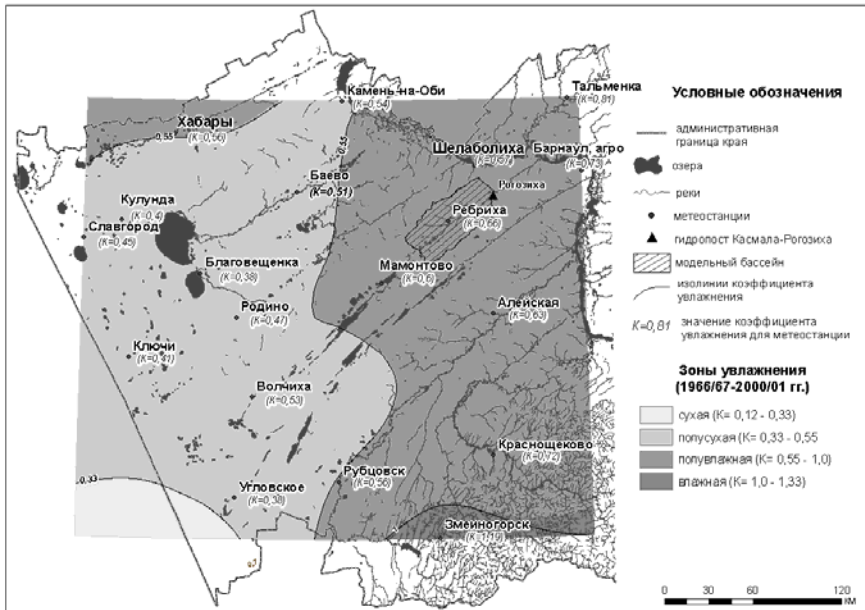 Камень-на-Оби
(К=0,54)
Тальменка
(К=0,81)
Хабары
(К=0,56)
0,55
0,55
Шелаболиха
Барнаул, агро
(К=0,73)
Баево
(К=0,51)
Рогозиха
Кулунда
(К=0,4)
Ребриха
(К=0,66)
Славгород
(К=0,45)
Благовещенка
(К=0,38)
Мамонтово
(К=0,6)
Родино
(К=0,47)
Алейская
(К=0,63)
Ключи
(К=0,41)
Волчиха
(К=0,53)
Краснощеково
(К=0,72)
0,33
Рубцовск
(К=0,56)
Угловское
(К=0,38)
Змеиногорск
(К=1,19)
Условные обозначения
административная
граница края
озера
реки
метеостанции
гидропост Касмала-Рогозиха
модельный бассейн
изолинии коэффициента
увлажнения
К=0,81 значение коэффициента
увлажнения для метеостанции
Зоны увлажнения
(1966/67-2000/01 гг.)
сухая (К= 0,12 - 0,33)
полусухая (К= 0,33 - 0,55
полувлажная (К= 0,55 - 1,0)
влажная (К= 1,0 - 1,33)
0 30 60 120
км